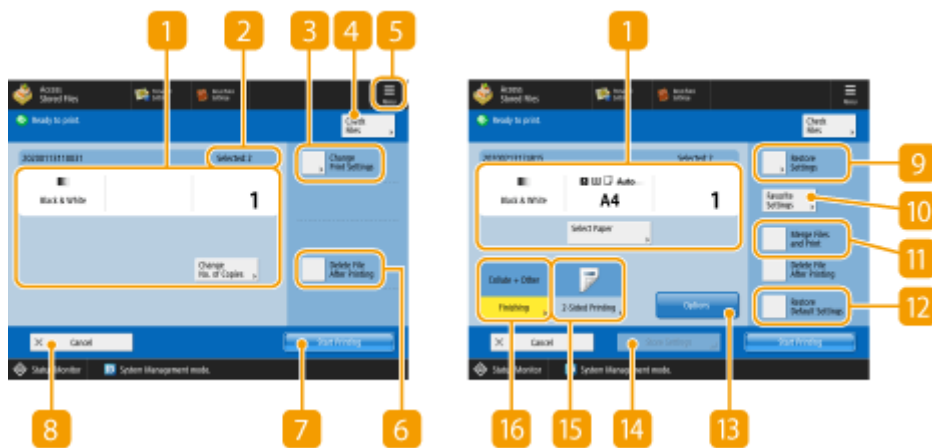 1
2
3
4
5
1
Access
Stored Files
Menu
Ready to print.
Check
Files
20200113110031
Selected: 2
Change
Print Settings
Black & White
1
Change
No. of Copies
Delete File
After Printing
Cancel
Start Printing
Status Monitor
System Management mode.
8
7
6
Access
Stored Files
Menu
Ready to print.
Check
Files
Selected: 2
Restore
Settings
Black & White
Auto
A4
1
Favorite
Settings
Select Paper
Merge Files
and Print
Delete File
After Printing
Collate + Other
Finishing
2-Sided Printing
Options
Restore
Default Settings
Cancel
Start Printing
Status Monitor
System Management mode.
9
10
11
12
16
15
14
13